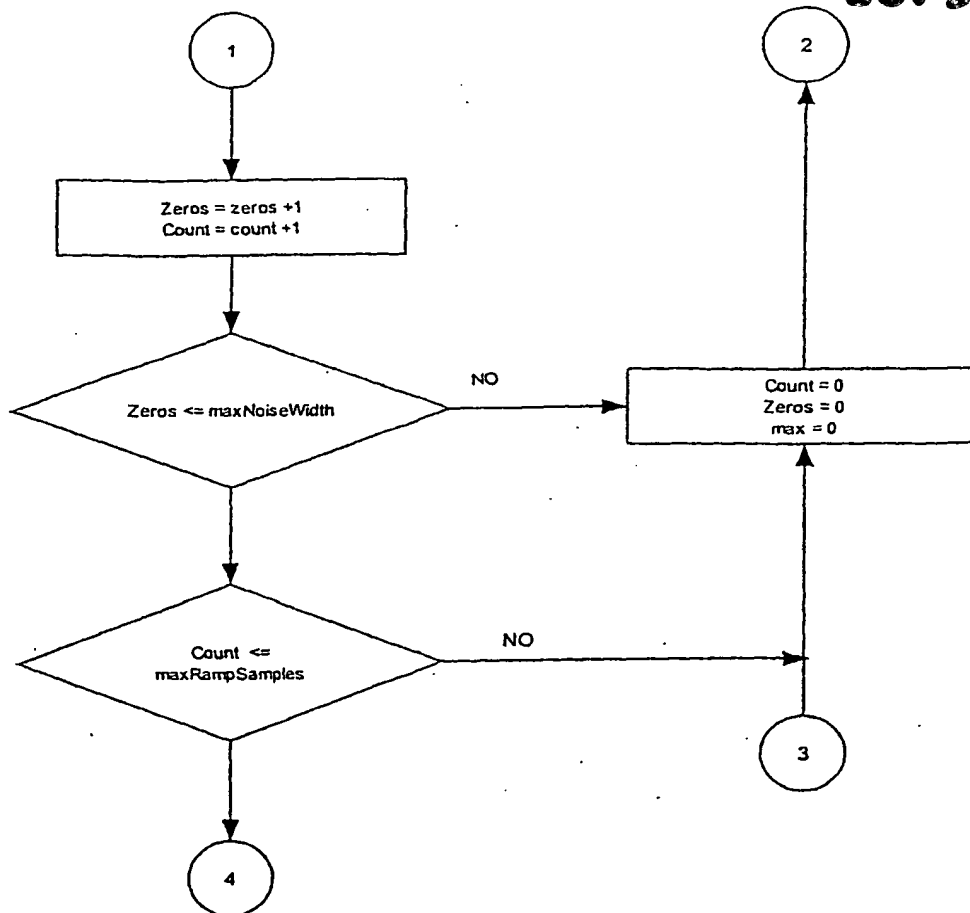 1
2
Zeros = zeros +1
Count = count +1
Zeros <= maxNoiseWidth
NO
Count = 0
Zeros = 0
max = 0
Count <=
maxRampSamples
NO
3
4